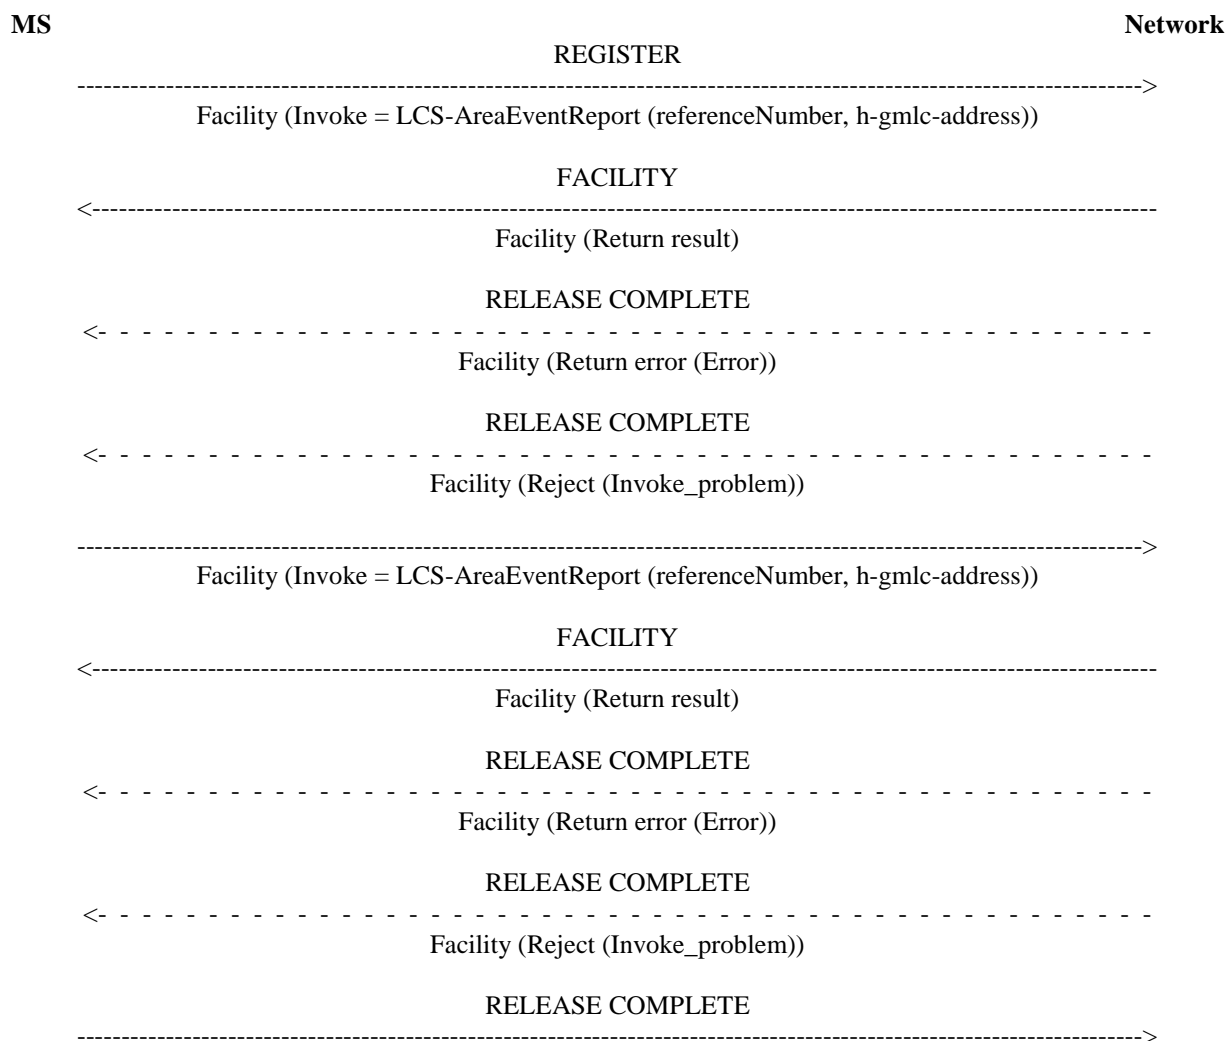 MS Network
REGISTER
------------------------------------------------------------------------------------------------------------------------->
Facility (Invoke = LCS-AreaEventReport (referenceNumber, h-gmlc-address))
FACILITY
<-------------------------------------------------------------------------------------------------------------------------
Facility (Return result)
RELEASE COMPLETE
<- - - - - - - - - - - - - - - - - - - - - - - - - - - - - - - - - - - - - - - - - - - - - - - - -
Facility (Return error (Error))
RELEASE COMPLETE
<- - - - - - - - - - - - - - - - - - - - - - - - - - - - - - - - - - - - - - - - - - - - - - - - -
Facility (Reject (Invoke_problem))
------------------------------------------------------------------------------------------------------------------------->
Facility (Invoke = LCS-AreaEventReport (referenceNumber, h-gmlc-address))
FACILITY
<-------------------------------------------------------------------------------------------------------------------------
Facility (Return result)
RELEASE COMPLETE
<- - - - - - - - - - - - - - - - - - - - - - - - - - - - - - - - - - - - - - - - - - - - - - - - -
Facility (Return error (Error))
RELEASE COMPLETE
<- - - - - - - - - - - - - - - - - - - - - - - - - - - - - - - - - - - - - - - - - - - - - - - - -
Facility (Reject (Invoke_problem))
RELEASE COMPLETE
------------------------------------------------------------------------------------------------------------------------->